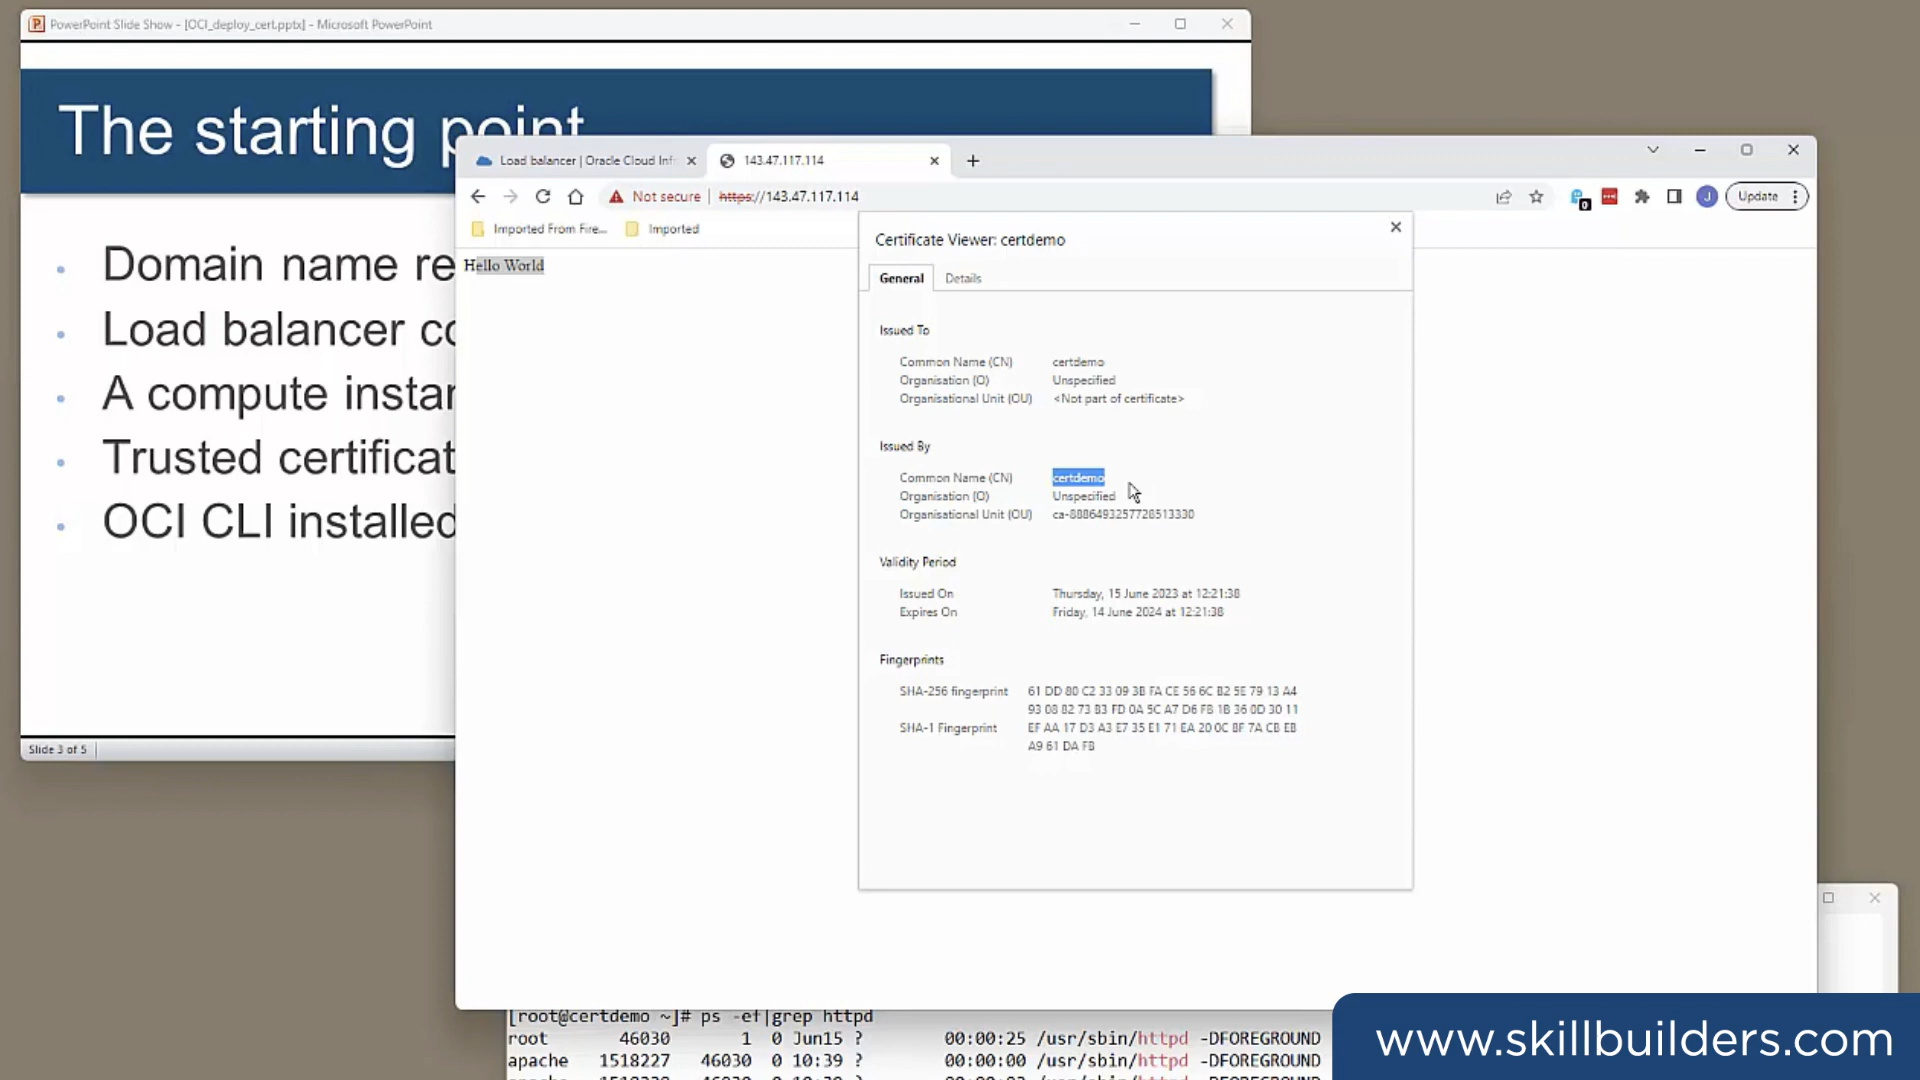 PowerPoint Slide Show - [OCI_deploy_cert.pptx] - Microsoft PowerPoint
The starting point
Domain name re
Load balancer co
A compute instan
Trusted certificat
OCI CLI installed
Slide 3 of 5
Load balancer | Oracle Cloud Infr
143.47.117.114
Not secure | https://143.47.117.114
Update
Imported From Fire... Imported
Hello World
Certificate Viewer: certdemo
General Details
Issued To
Common Name (CN) certdemo
Organisation (O) Unspecified
Organisational Unit (OU) <Not part of certificate>
Issued By
Common Name (CN) certdemo
Organisation (O) Unspecified
Organisational Unit (OU) ca-8886493257728513330
Validity Period
Issued On Thursday, 15 June 2023 at 12:21:38
Expires On Friday, 14 June 2024 at 12:21:38
Fingerprints
SHA-256 fingerprint 61 DD 80 C2 33 09 3B FA CE 56 6C B2 5E 79 13 A4
93 08 82 73 B3 FD 0A 5C A7 D6 FB 1B 36 0D 30 11
SHA-1 Fingerprint EF AA 17 D3 A3 E7 35 E1 71 EA 20 0C 8F 7A CB EB
A9 61 DA FB
[root@certdemo ~]# ps -ef|grep httpd
root 46030 1 0 Jun15 ? 00:00:25 /usr/sbin/httpd -DFOREGROUND
apache 1518227 46030 0 10:39 ? 00:00:00 /usr/sbin/httpd -DFOREGROUND
www.skillbuilders.com